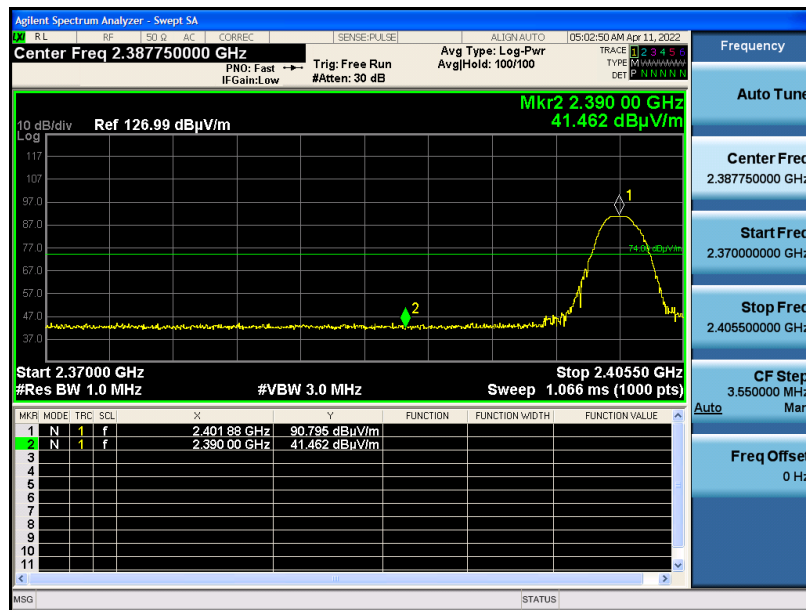 Agilent Spectrum Analyzer - Swept SA
LXI RL RF 50 Ω AC CORREC SENSE:PULSE ALIGN AUTO 05:02:50 AM Apr 11, 2022
Center Freq 2.387750000 GHz
PNO: Fast
IFGain:Low
Trig: Free Run
#Atten: 30 dB
Avg Type: Log-Pwr
Avg|Hold: 100/100
TRACE 1 2 3 4 5 6
TYPE M
DET P N N N N N
Mkr2 2.390 00 GHz
41.462 dBµV/m
10 dB/div Ref 126.99 dBµV/m
Log
117
107
97.0
87.0
77.0
67.0
57.0
47.0
37.0
1
2
Start 2.37000 GHz Stop 2.40550 GHz
#Res BW 1.0 MHz #VBW 3.0 MHz Sweep 1.066 ms (1000 pts)
MKR MODE TRC SCL X Y FUNCTION FUNCTION WIDTH FUNCTION VALUE
1 N 1 f 2.401 88 GHz 90.795 dBµV/m
2 N 1 f 2.390 00 GHz 41.462 dBµV/m
3
4
5
6
7
8
9
10
11
MSG STATUS
Frequency
Auto Tune
Center Freq
2.387750000 GHz
Start Freq
2.370000000 GHz
Stop Freq
2.405500000 GHz
CF Step
3.550000 MHz
Auto Man
Freq Offset
0 Hz